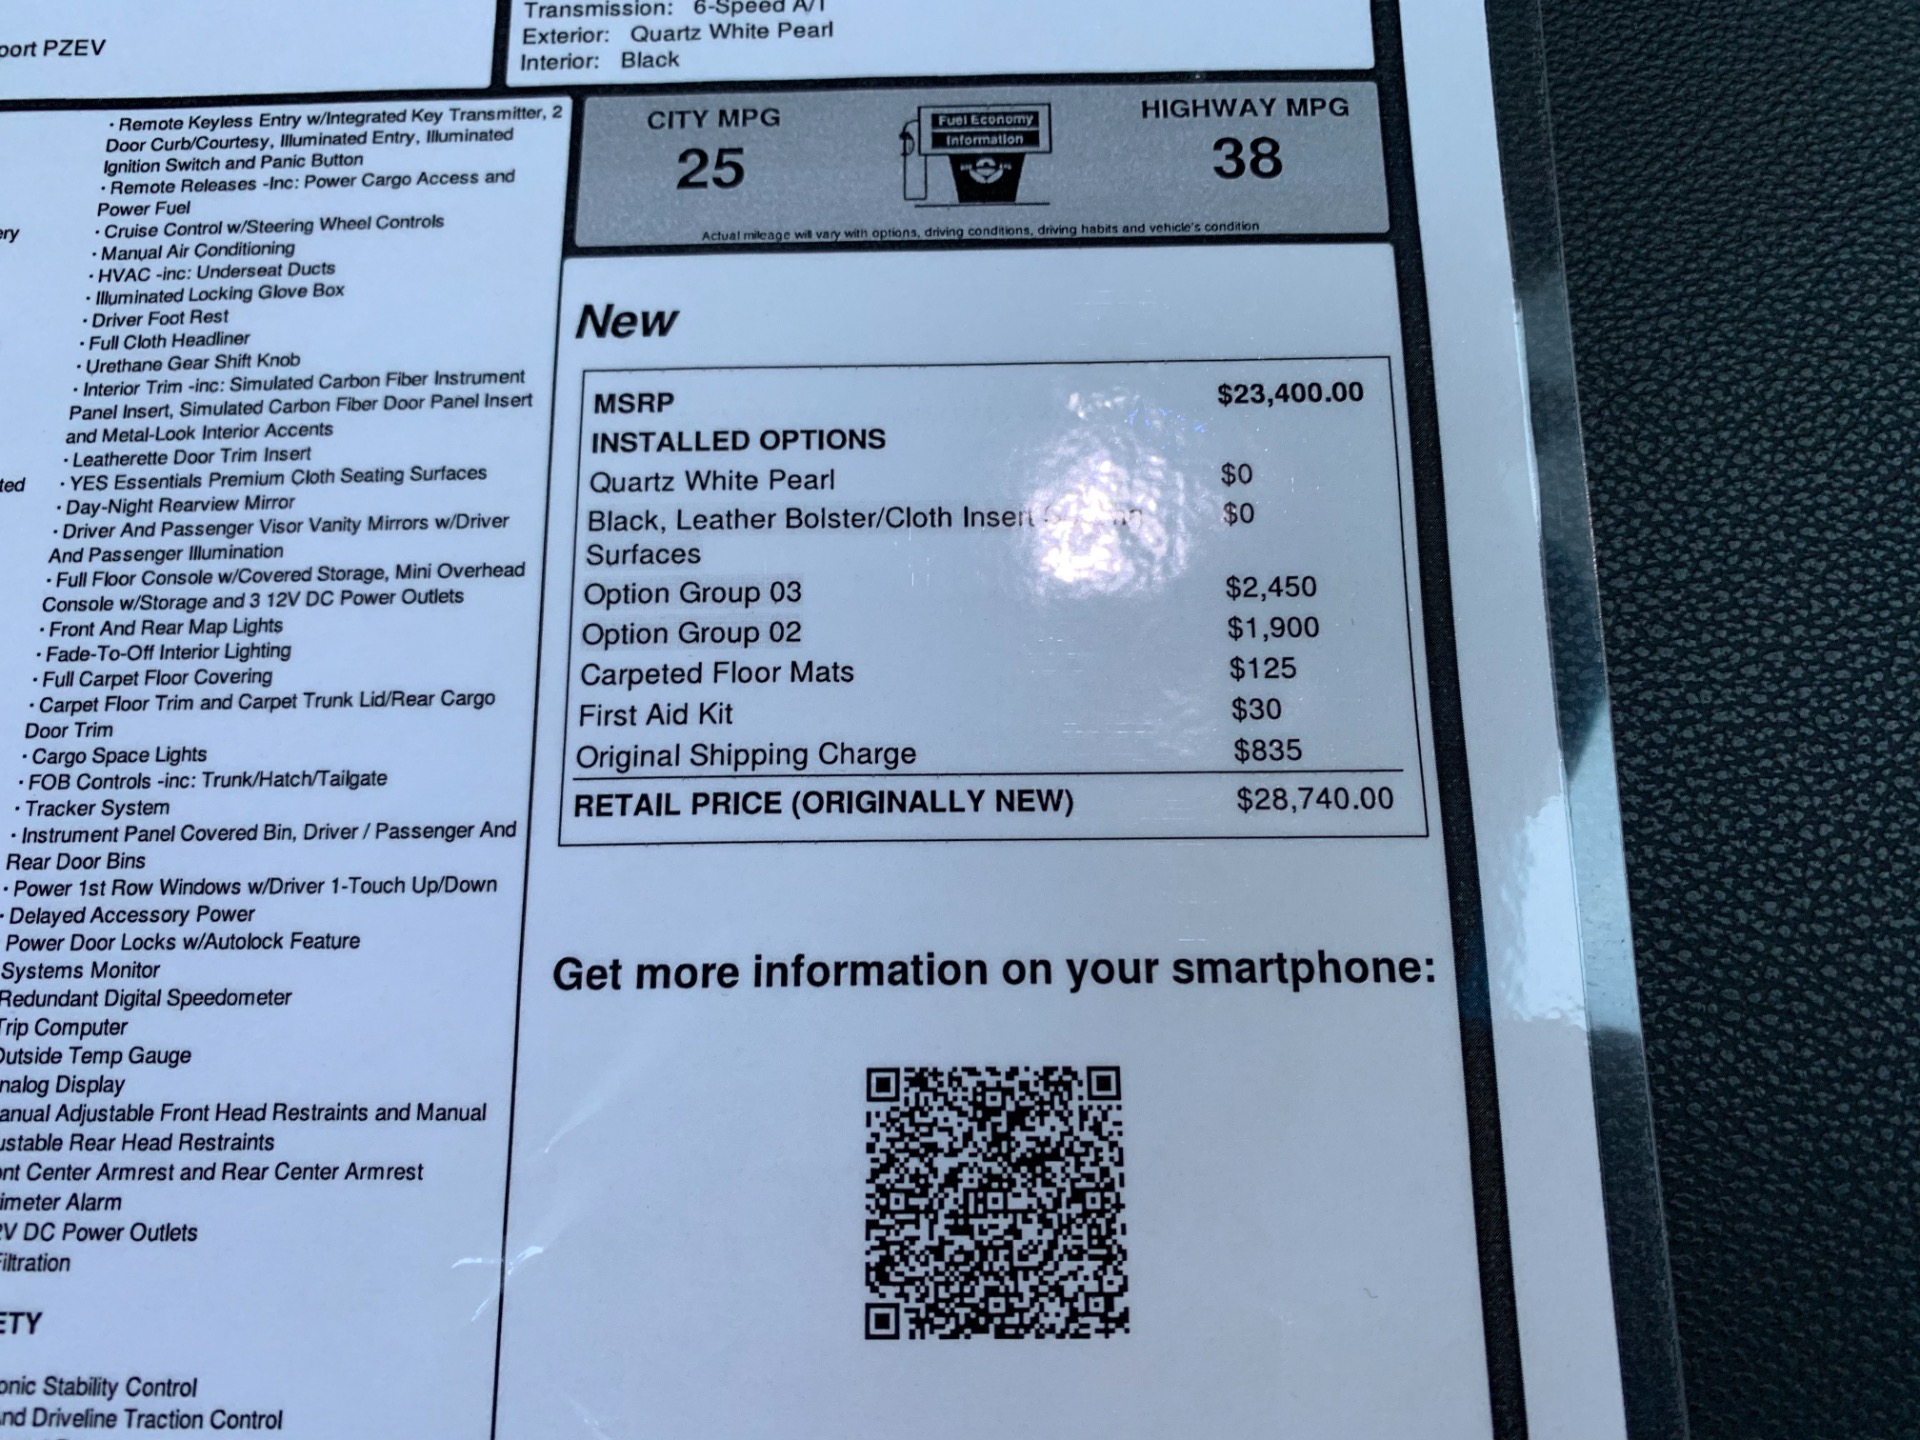 port PZEV
Transmission: 6-Speed A/T
Exterior: Quartz White Pearl
Interior: Black
ery
ted
· Remote Keyless Entry w/Integrated Key Transmitter, 2
Door Curb/Courtesy, Illuminated Entry, Illuminated
Ignition Switch and Panic Button
· Remote Releases -Inc: Power Cargo Access and
Power Fuel
· Cruise Control w/Steering Wheel Controls
· Manual Air Conditioning
· HVAC -inc: Underseat Ducts
· Illuminated Locking Glove Box
· Driver Foot Rest
· Full Cloth Headliner
· Urethane Gear Shift Knob
· Interior Trim -inc: Simulated Carbon Fiber Instrument
Panel Insert, Simulated Carbon Fiber Door Panel Insert
and Metal-Look Interior Accents
· Leatherette Door Trim Insert
· YES Essentials Premium Cloth Seating Surfaces
· Day-Night Rearview Mirror
· Driver And Passenger Visor Vanity Mirrors w/Driver
And Passenger Illumination
· Full Floor Console w/Covered Storage, Mini Overhead
Console w/Storage and 3 12V DC Power Outlets
· Front And Rear Map Lights
· Fade-To-Off Interior Lighting
· Full Carpet Floor Covering
· Carpet Floor Trim and Carpet Trunk Lid/Rear Cargo
Door Trim
· Cargo Space Lights
· FOB Controls -inc: Trunk/Hatch/Tailgate
· Tracker System
· Instrument Panel Covered Bin, Driver / Passenger And
Rear Door Bins
· Power 1st Row Windows w/Driver 1-Touch Up/Down
· Delayed Accessory Power
Power Door Locks w/Autolock Feature
Systems Monitor
Redundant Digital Speedometer
Trip Computer
Outside Temp Gauge
nalog Display
anual Adjustable Front Head Restraints and Manual
ustable Rear Head Restraints
ont Center Armrest and Rear Center Armrest
imeter Alarm
2V DC Power Outlets
Filtration
ETY
onic Stability Control
And Driveline Traction Control
CITY MPG
25
Fuel Economy
Information
HIGHWAY MPG
38
Actual mileage will vary with options, driving conditions, driving habits and vehicle's condition
New
MSRP $23,400.00
INSTALLED OPTIONS
Quartz White Pearl $0
Black, Leather Bolster/Cloth Insert $0
Surfaces
Option Group 03 $2,450
Option Group 02 $1,900
Carpeted Floor Mats $125
First Aid Kit $30
Original Shipping Charge $835
RETAIL PRICE (ORIGINALLY NEW) $28,740.00
Get more information on your smartphone: